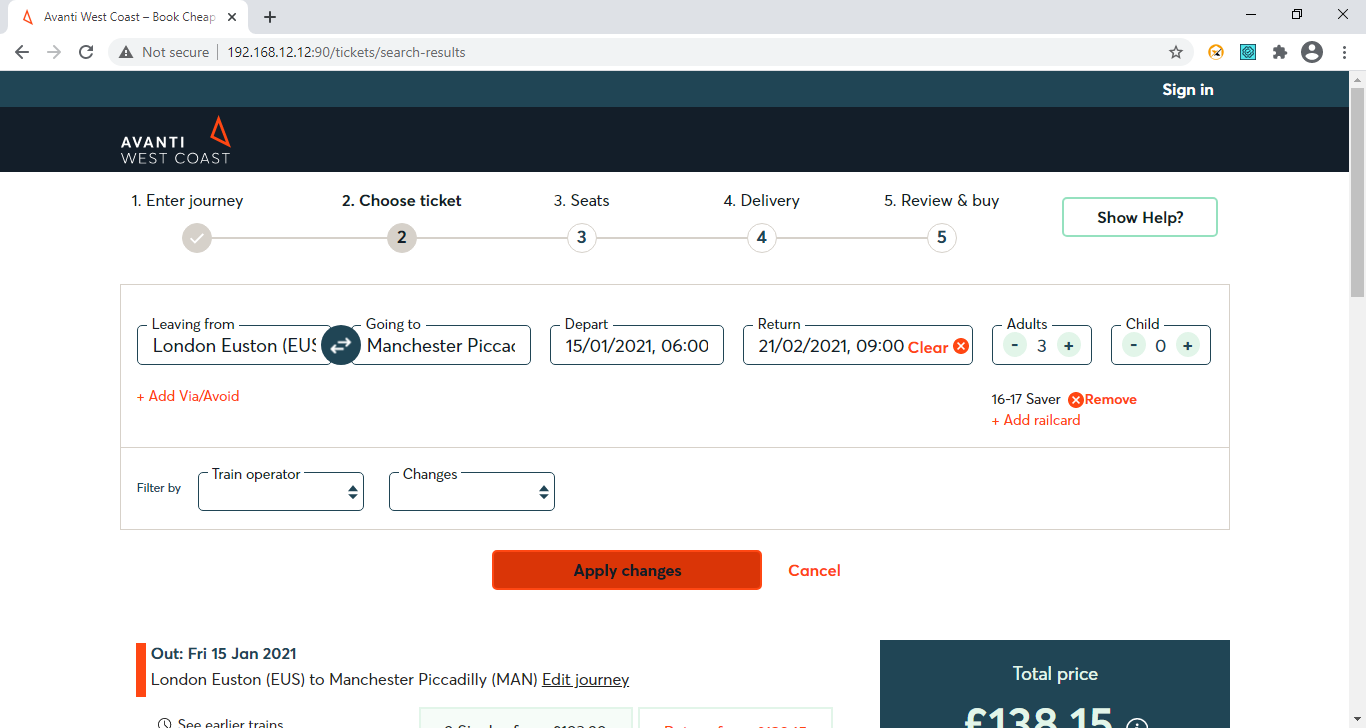 Avanti West Coast – Book Cheap
Not secure
192.168.12.12:90/tickets/search-results
Sign in
AVANTI
WEST COAST
1. Enter journey
2. Choose ticket
3. Seats
4. Delivery
5. Review & buy
2
3
4
5
Show Help?
Leaving from
London Euston (EUS
Going to
Manchester Piccac
Depart
15/01/2021, 06:00
Return
21/02/2021, 09:00 Clear
Adults
- 3 +
Child
- 0 +
+ Add Via/Avoid
16-17 Saver Remove
+ Add railcard
Filter by
Train operator
Changes
Apply changes
Cancel
Out: Fri 15 Jan 2021
London Euston (EUS) to Manchester Piccadilly (MAN) Edit journey
See earlier trains
Total price
£138.15